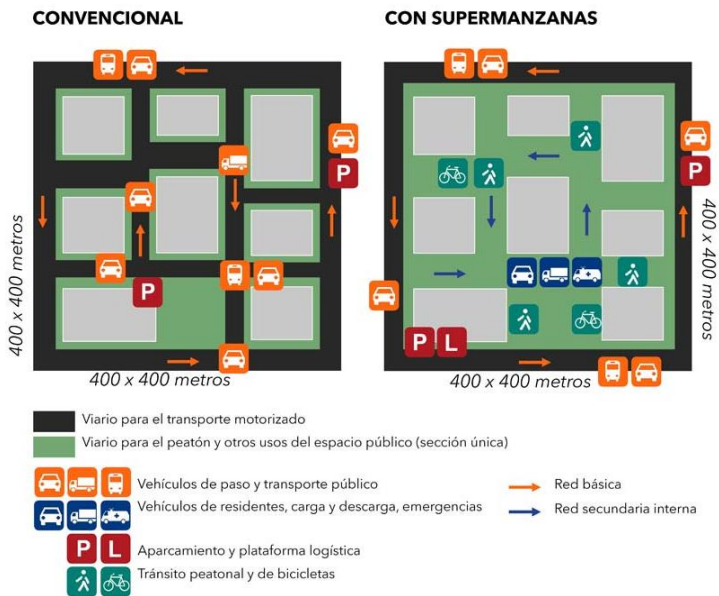 CONVENCIONAL
CON SUPERMANZANAS
P
P
400 x 400 metros
400 x 400 metros
P
P
P L
400 x 400 metros
400 x 400 metros
Viario para el transporte motorizado
Viario para el peatón y otros usos del espacio público (sección única)
Vehículos de paso y transporte público
Red básica
Vehículos de residentes, carga y descarga, emergencias
Red secundaria interna
P L
Aparcamiento y plataforma logística
Tránsito peatonal y de bicicletas